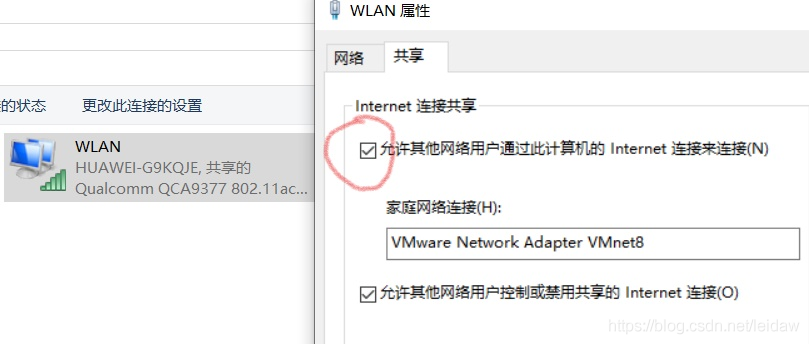 WLAN 属性
网络
共享
的状态
更改此连接的设置
WLAN
HUAWEI-G9KQJE, 共享的
Qualcomm QCA9377 802.11ac...
Internet 连接共享
允许其他网络用户通过此计算机的 Internet 连接来连接(N)
家庭网络连接(H):
VMware Network Adapter VMnet8
允许其他网络用户控制或禁用共享的 Internet 连接(O)
https://blog.csdn.net/leidaw